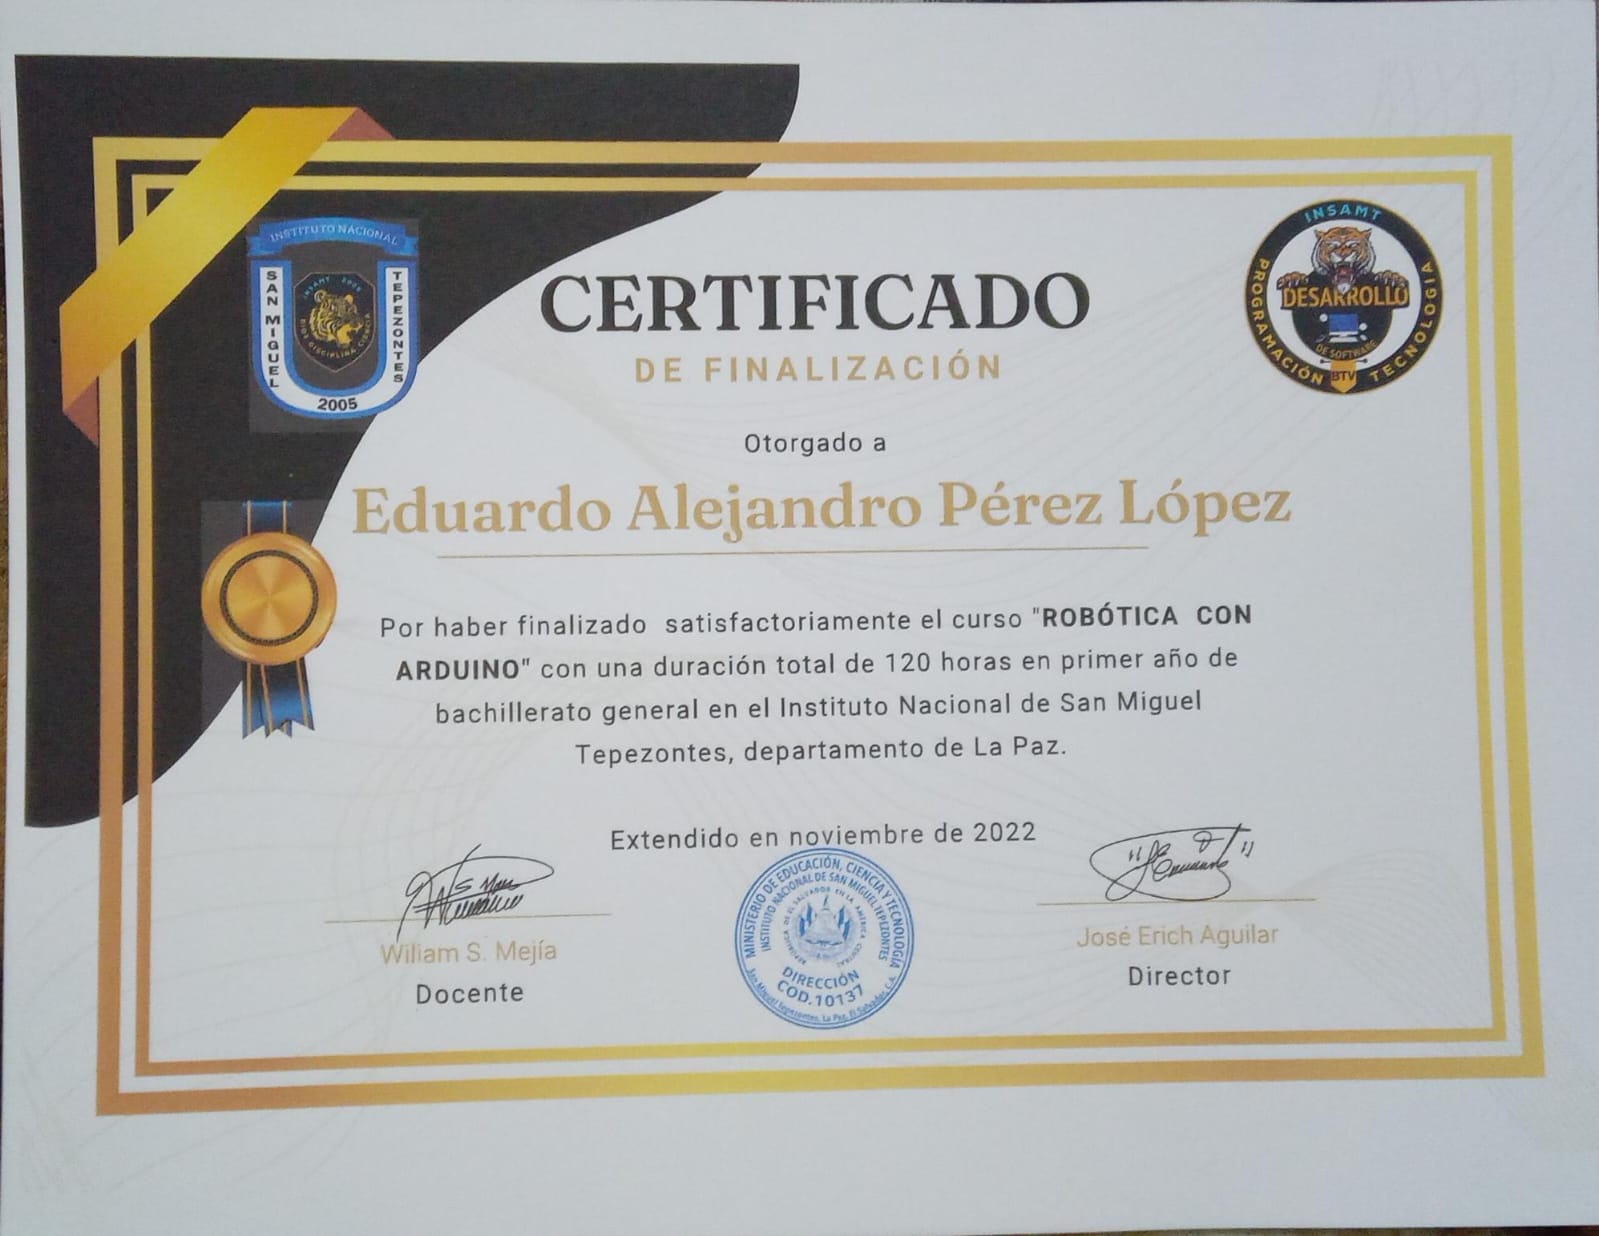 INSTITUTO NACIONAL
SAN MIGUEL
TEPEZONTES
INSAMT 2005
DISCIPLINA CIENCIA
2005
INSAMT
PROGRAMACIÓN
TECNOLOGIA
DESARROLLO
DE SOFTWARE
BTV
CERTIFICADO
DE FINALIZACIÓN
Otorgado a
Eduardo Alejandro Pérez López
Por haber finalizado satisfactoriamente el curso "ROBÓTICA CON
ARDUINO" con una duración total de 120 horas en primer año de
bachillerato general en el Instituto Nacional de San Miguel
Tepezontes, departamento de La Paz.
Extendido en noviembre de 2022
Wiliam S. Mejía
Docente
MINISTERIO DE EDUCACIÓN, CIENCIA Y TECNOLOGÍA
INSTITUTO NACIONAL DE SAN MIGUEL TEPEZONTES
REPÚBLICA DE EL SALVADOR EN LA AMÉRICA CENTRAL
DIRECCIÓN
COD.10137
San Miguel Tepezontes, La Paz, El Salvador, C.A.
José Erich Aguilar
Director